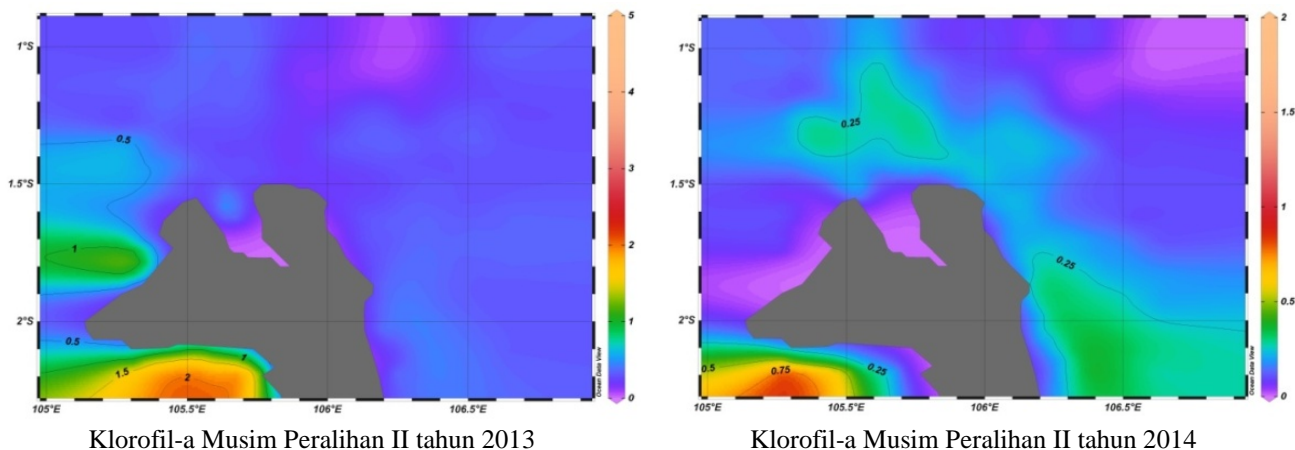 1°S
1.5°S
2°S
105°E
105.5°E
106°E
106.5°E
0.5
1
0.5
1.5
2
1
5
4
3
2
1
0
Ocean Data View
Klorofil-a Musim Peralihan II tahun 2013
1°S
1.5°S
2°S
105°E
105.5°E
106°E
106.5°E
0.25
0.25
0.5
0.75
0.25
2
1.5
1
0.5
0
Ocean Data View
Klorofil-a Musim Peralihan II tahun 2014